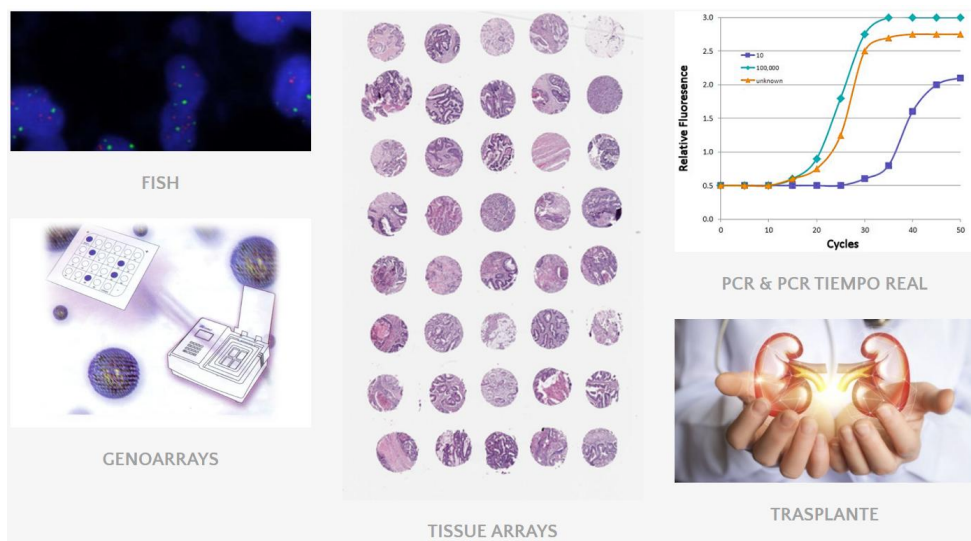 FISH
GENOARRAYS
TISSUE ARRAYS
3.0
2.5
2.0
1.5
1.0
0.5
0.0
Relative Fluoresence
10
100,000
unknown
0 10 20 30 40 50
Cycles
PCR & PCR TIEMPO REAL
TRASPLANTE